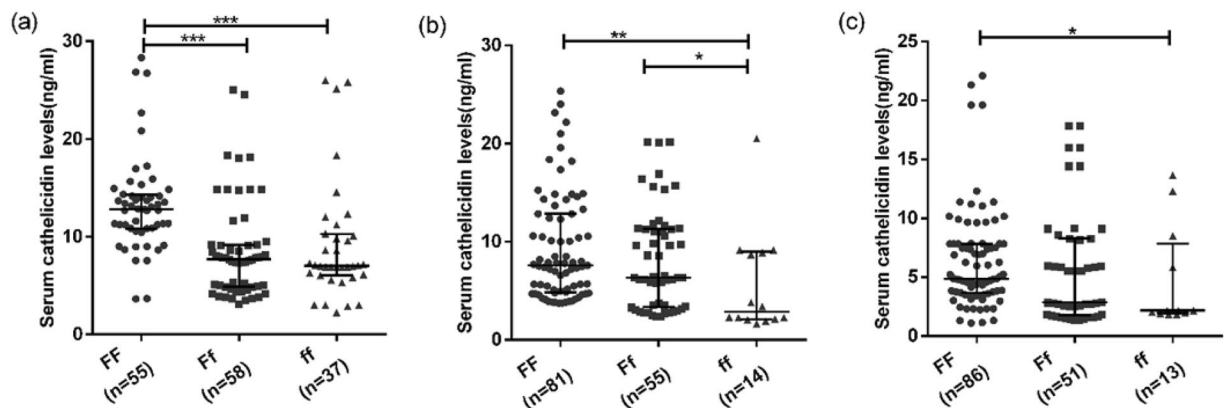 (a)
***
***
Serum cathelicidin levels(ng/ml)
30
20
10
0
FF
(n=55)
Ff
(n=58)
ff
(n=37)
(b)
**
*
Serum cathelicidin levels(ng/ml)
30
20
10
0
FF
(n=81)
Ff
(n=55)
ff
(n=14)
(c)
*
Serum cathelicidin levels(ng/ml)
25
20
15
10
5
0
FF
(n=86)
Ff
(n=51)
ff
(n=13)